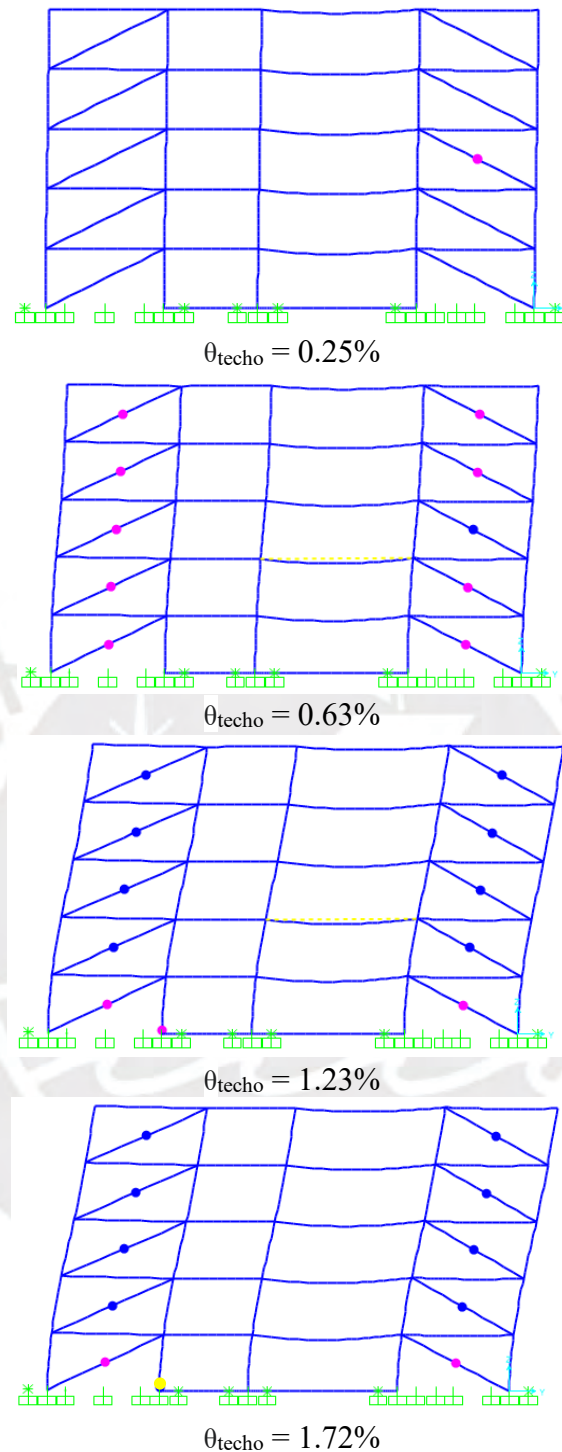 θtecho = 0.25%
θtecho = 0.63%
Y
θtecho = 1.23%
Y
θtecho = 1.72%